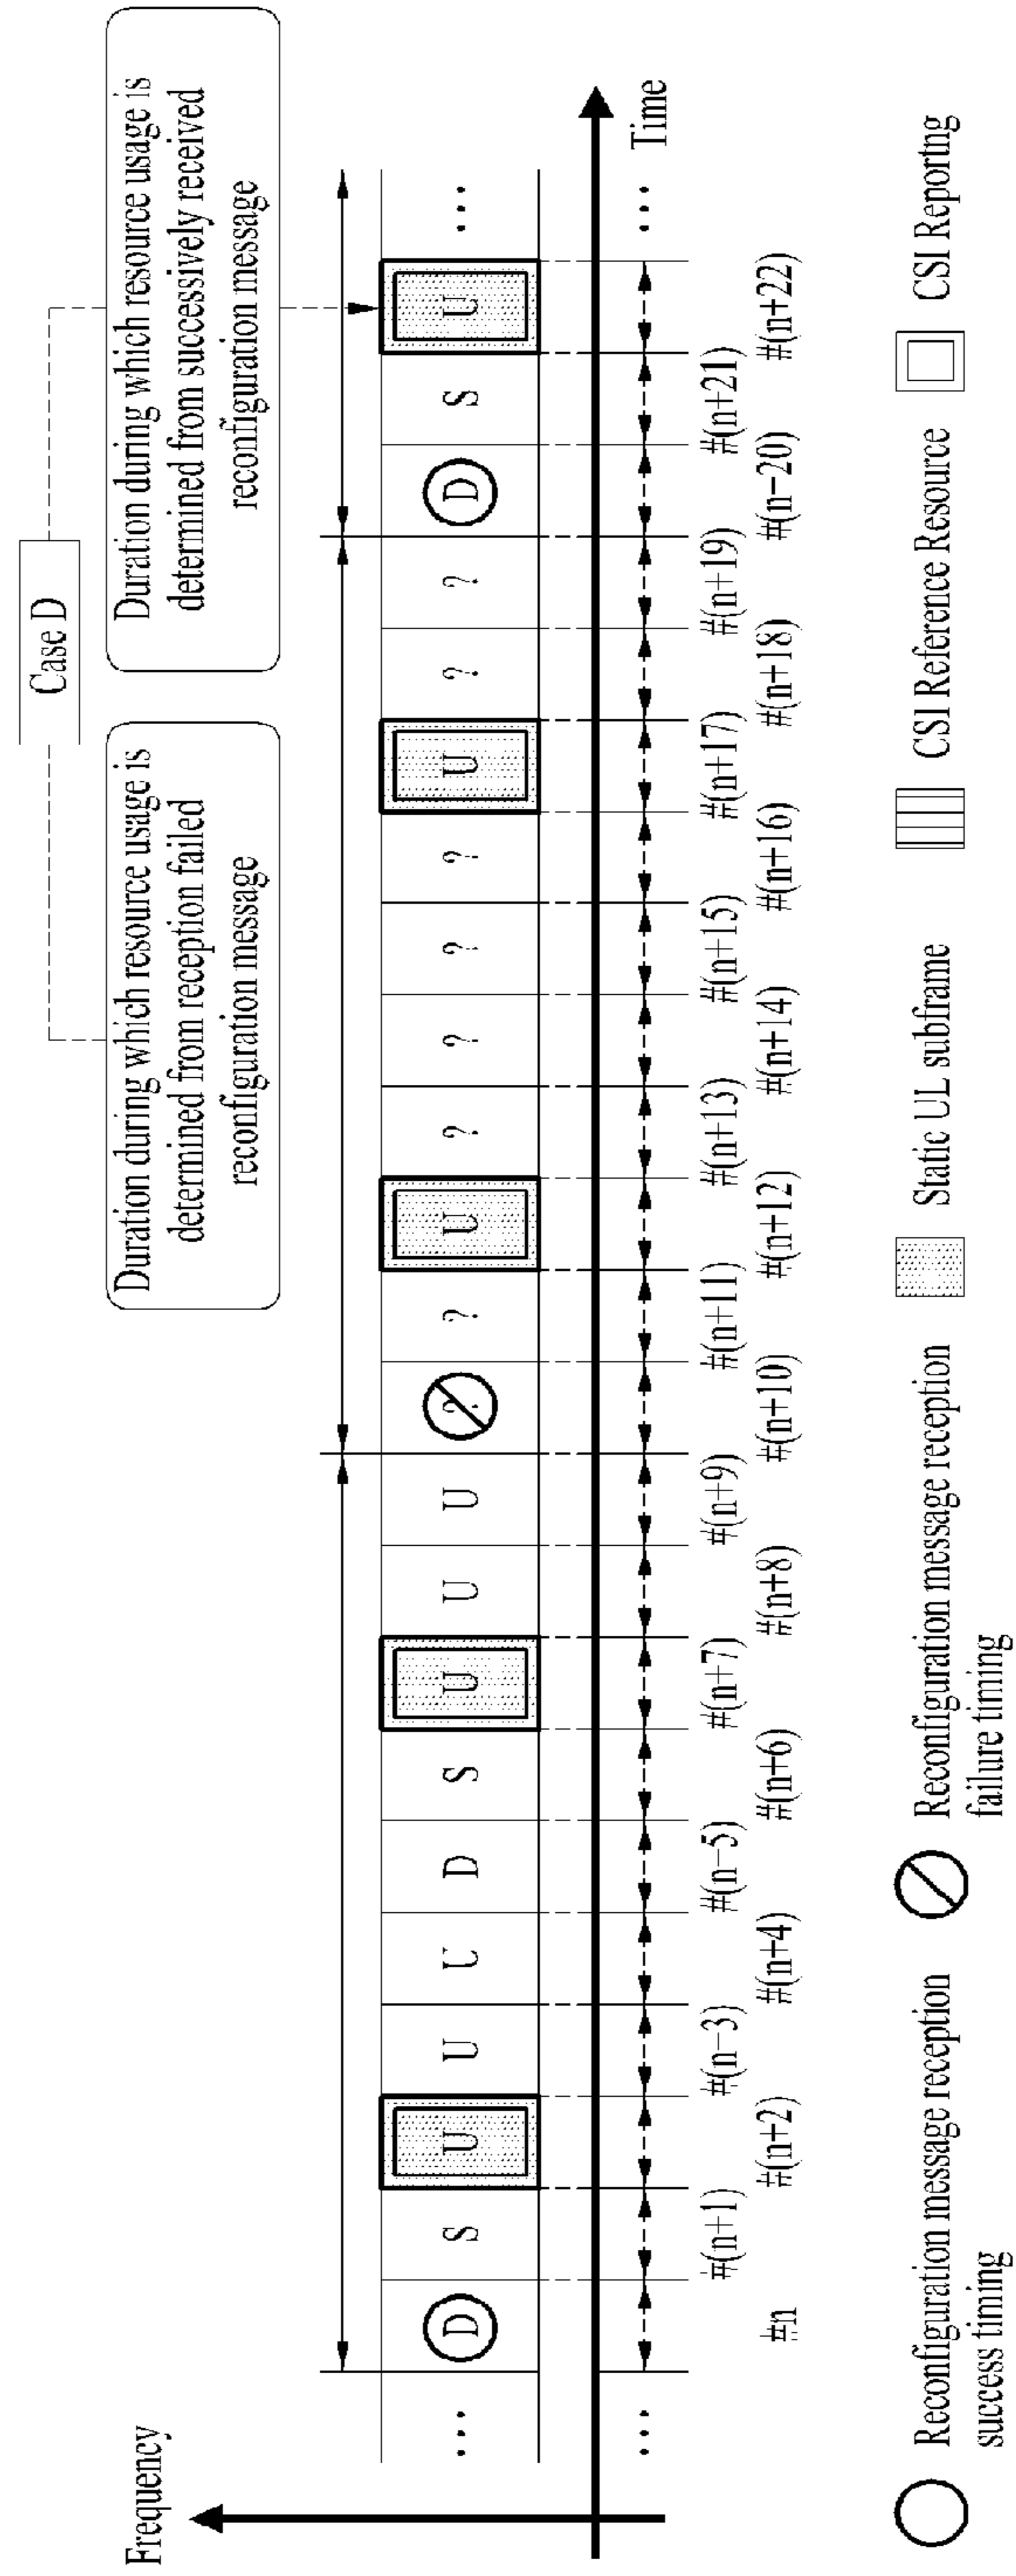 Case D
Duration during which resource usage is
determined from reception failed
reconfiguration message
Duration during which resource usage is
determined from successively received
reconfiguration message
Frequency
... D S U U U D S U U U ? ? U ? ? ? ? U ? ? D S U ...
Time
... ...
#n #(n+1) #(n+2) #(n−3) #(n+4) #(n−5) #(n+6) #(n+7) #(n+8) #(n+9) #(n+10) #(n+11) #(n+12) #(n+13) #(n+14) #(n+15) #(n+16) #(n+17) #(n+18) #(n+19) #(n−20) #(n+21) #(n+22)
Reconfiguration message reception
success timing
Reconfiguration message reception
failure timing
Static UL subframe
CSI Reference Resource
CSI Reporting